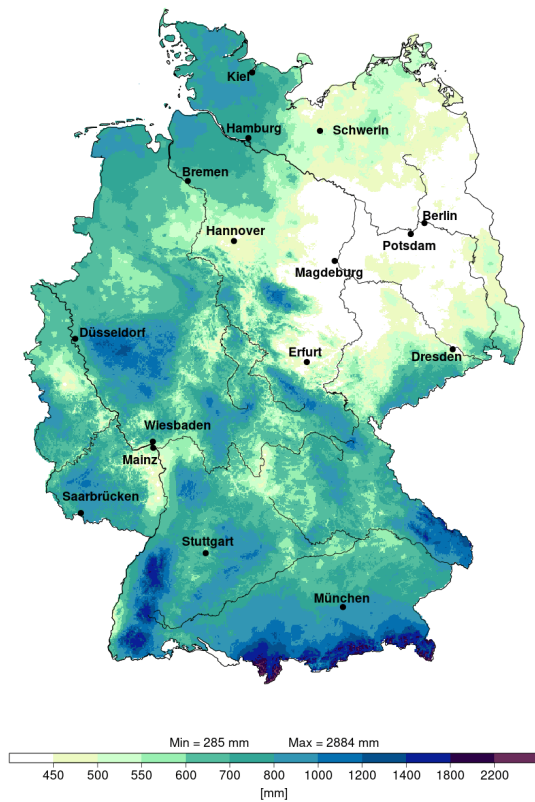 Kiel
Hamburg
Schwerin
Bremen
Berlin
Hannover
Potsdam
Magdeburg
Düsseldorf
Erfurt
Dresden
Wiesbaden
Mainz
Saarbrücken
Stuttgart
München
Min = 285 mm Max = 2884 mm
450 500 550 600 700 800 1000 1200 1400 1800 2200
[mm]